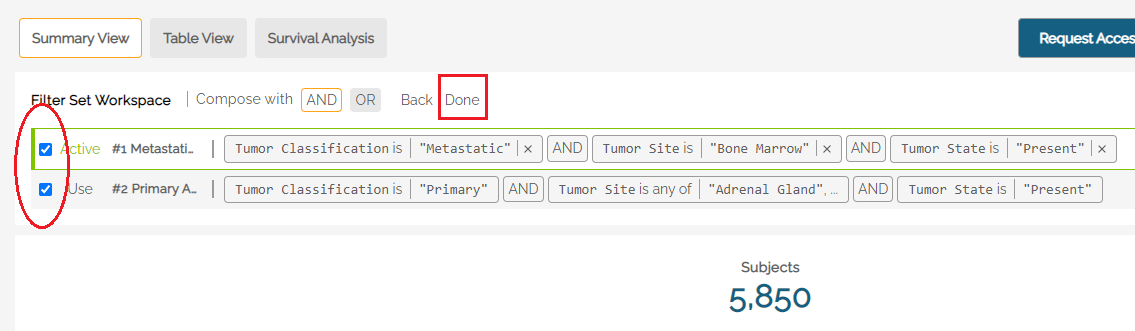 Summary View Table View Survival Analysis Request Acces
Filter Set Workspace Compose with AND OR Back Done
Active #1 Metastati... Tumor Classification is "Metastatic" × AND Tumor Site is "Bone Marrow" × AND Tumor State is "Present" ×
Use #2 Primary A... Tumor Classification is "Primary" AND Tumor Site is any of "Adrenal Gland", ... AND Tumor State is "Present"
Subjects
5,850